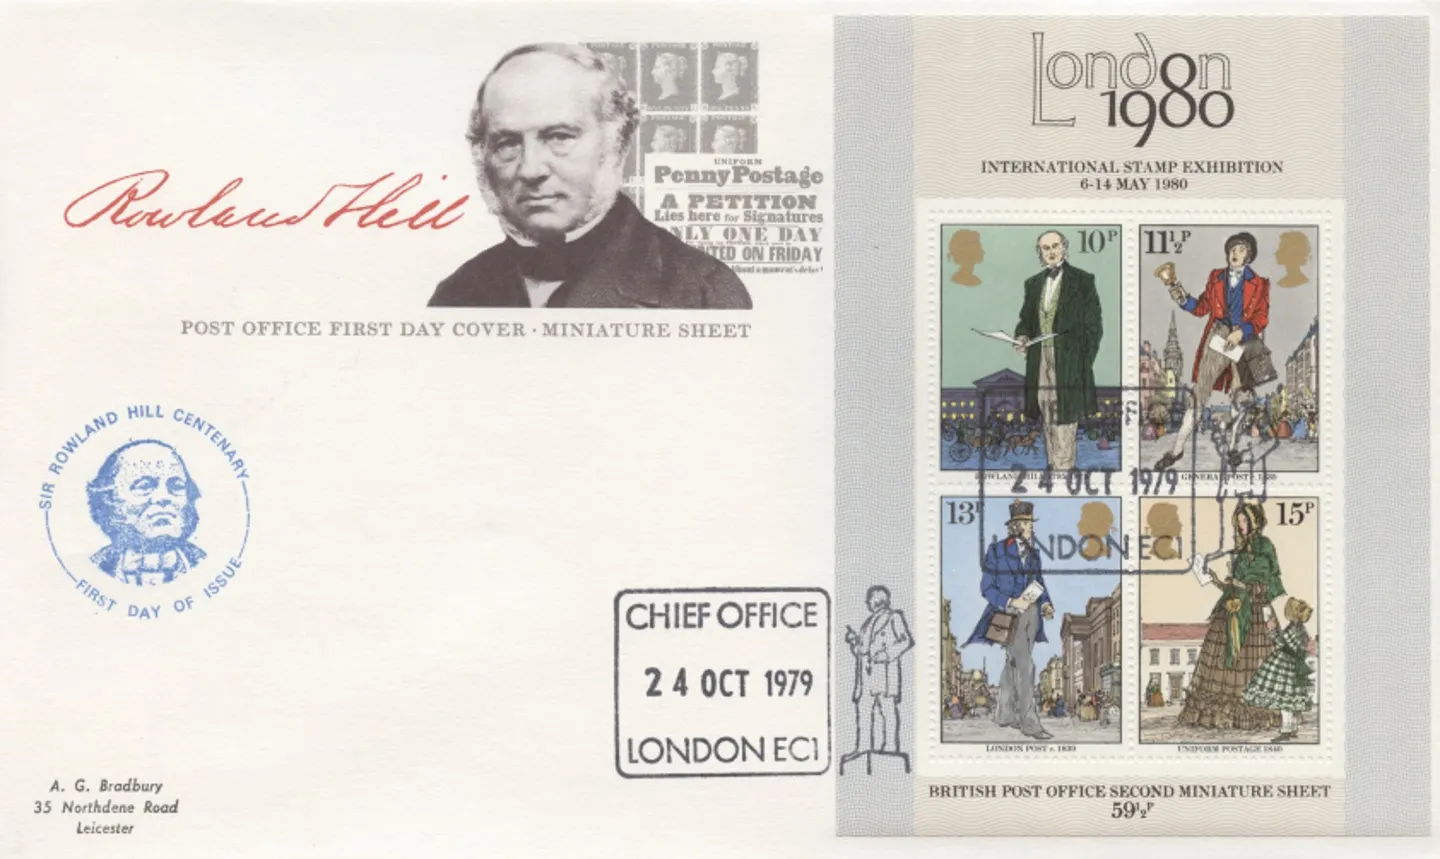 Rowland Hill
UNIFORM
Penny Postage
A PETITION
Lies here for Signatures
ONLY ONE DAY
TED ON FRIDAY
POST OFFICE FIRST DAY COVER · MINIATURE SHEET
SIR ROWLAND HILL CENTENARY
FIRST DAY OF ISSUE
CHIEF OFFICE
24 OCT 1979
LONDON EC1
A. G. Bradbury
35 Northdene Road
Leicester
London
1980
INTERNATIONAL STAMP EXHIBITION
6-14 MAY 1980
10P
11½P
24 OCT 1979
LONDON EC1
13P
15P
LONDON POST c. 1839
UNIFORM POSTAGE 1840
BRITISH POST OFFICE SECOND MINIATURE SHEET
59½P